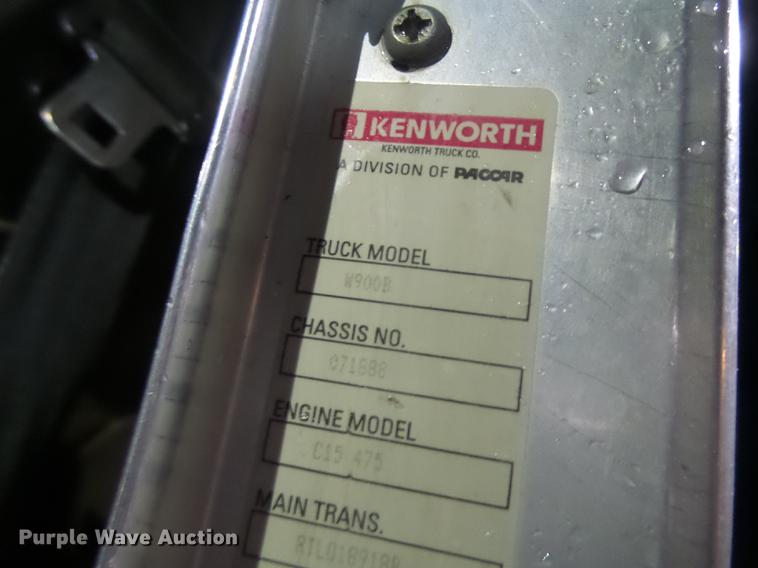 KENWORTH
KENWORTH TRUCK CO.
A DIVISION OF PACCAR
TRUCK MODEL
W900B
CHASSIS NO.
ENGINE MODEL
C15 475
MAIN TRANS.
Purple Wave Auction